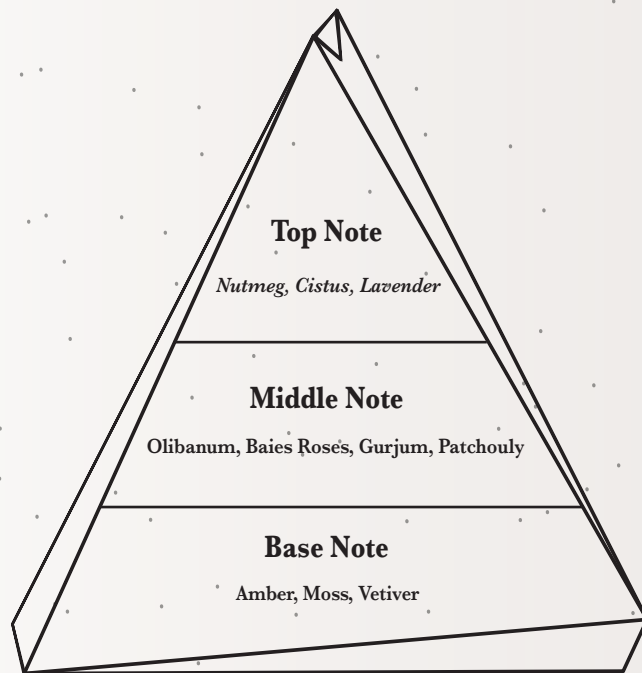 Top Note
Nutmeg, Cistus, Lavender
Middle Note
Olibanum, Baies Roses, Gurjum, Patchouly
Base Note
Amber, Moss, Vetiver